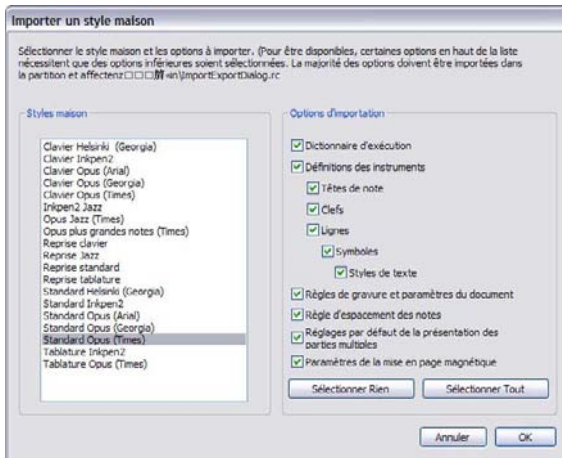 Importer un style maison
Sélectionner le style maison et les options à importer. (Pour être disponibles, certaines options en haut de la liste
nécessitent que des options inférieures soient sélectionnées. La majorité des options doivent être importées dans
la partition et affectenz□□□ «in\ImportExportDialog.rc
Styles maison
Clavier Helsinki (Georgia)
Clavier Inkpen2
Clavier Opus (Arial)
Clavier Opus (Georgia)
Clavier Opus (Times)
Inkpen2 Jazz
Opus Jazz (Times)
Opus plus grandes notes (Times)
Reprise clavier
Reprise Jazz
Reprise standard
Reprise tablature
Standard Helsinki (Georgia)
Standard Inkpen2
Standard Opus (Arial)
Standard Opus (Georgia)
Standard Opus (Times)
Tablature Inkpen2
Tablature Opus (Times)
Options d'importation
Dictionnaire d'exécution
Définitions des instruments
Têtes de note
Clefs
Lignes
Symboles
Styles de texte
Règles de gravure et paramètres du document
Règle d'espacement des notes
Réglages par défaut de la présentation des
parties multiples
Paramètres de la mise en page magnétique
Sélectionner Rien
Sélectionner Tout
Annuler
OK